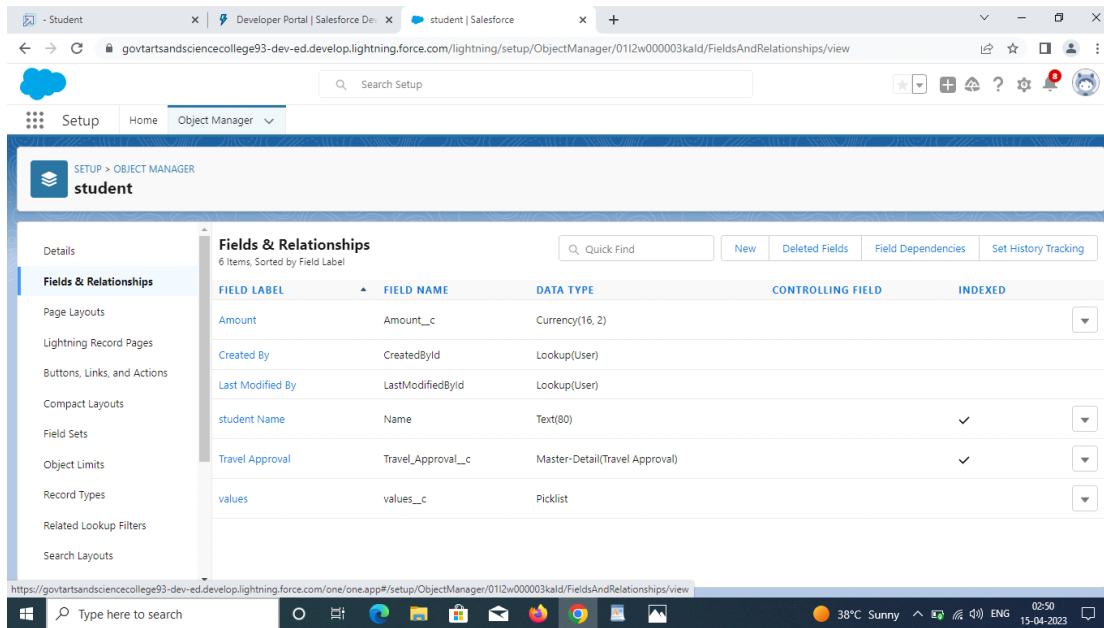 - Student
Developer Portal | Salesforce Dev
student | Salesforce
govtartsandsciencecollege93-dev-ed.develop.lightning.force.com/lightning/setup/ObjectManager/01I2w000003kald/FieldsAndRelationships/view
Search Setup
8
Setup
Home
Object Manager
SETUP > OBJECT MANAGER
student
Details
Fields & Relationships
Page Layouts
Lightning Record Pages
Buttons, Links, and Actions
Compact Layouts
Field Sets
Object Limits
Record Types
Related Lookup Filters
Search Layouts
Fields & Relationships
6 Items, Sorted by Field Label
Quick Find
New
Deleted Fields
Field Dependencies
Set History Tracking
FIELD LABEL FIELD NAME DATA TYPE CONTROLLING FIELD INDEXED
Amount Amount__c Currency(16, 2)
Created By CreatedById Lookup(User)
Last Modified By LastModifiedById Lookup(User)
student Name Name Text(80)
Travel Approval Travel_Approval__c Master-Detail(Travel Approval)
values values__c Picklist
https://govtartsandsciencecollege93-dev-ed.develop.lightning.force.com/one/one.app#/setup/ObjectManager/01I2w000003kald/FieldsAndRelationships/view
Type here to search
38°C Sunny
ENG
02:50
15-04-2023